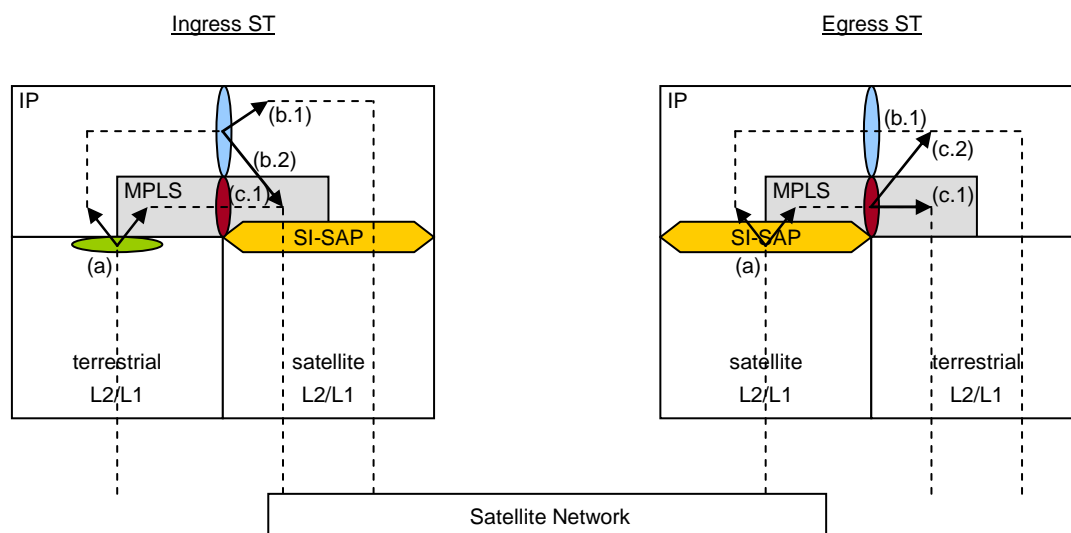 Ingress ST
Egress ST
IP
(b.1)
(b.2)
MPLS
(c.1)
SI-SAP
(a)
terrestrial
L2/L1
satellite
L2/L1
IP
(b.1)
(c.2)
MPLS
(c.1)
SI-SAP
(a)
satellite
L2/L1
terrestrial
L2/L1
Satellite Network